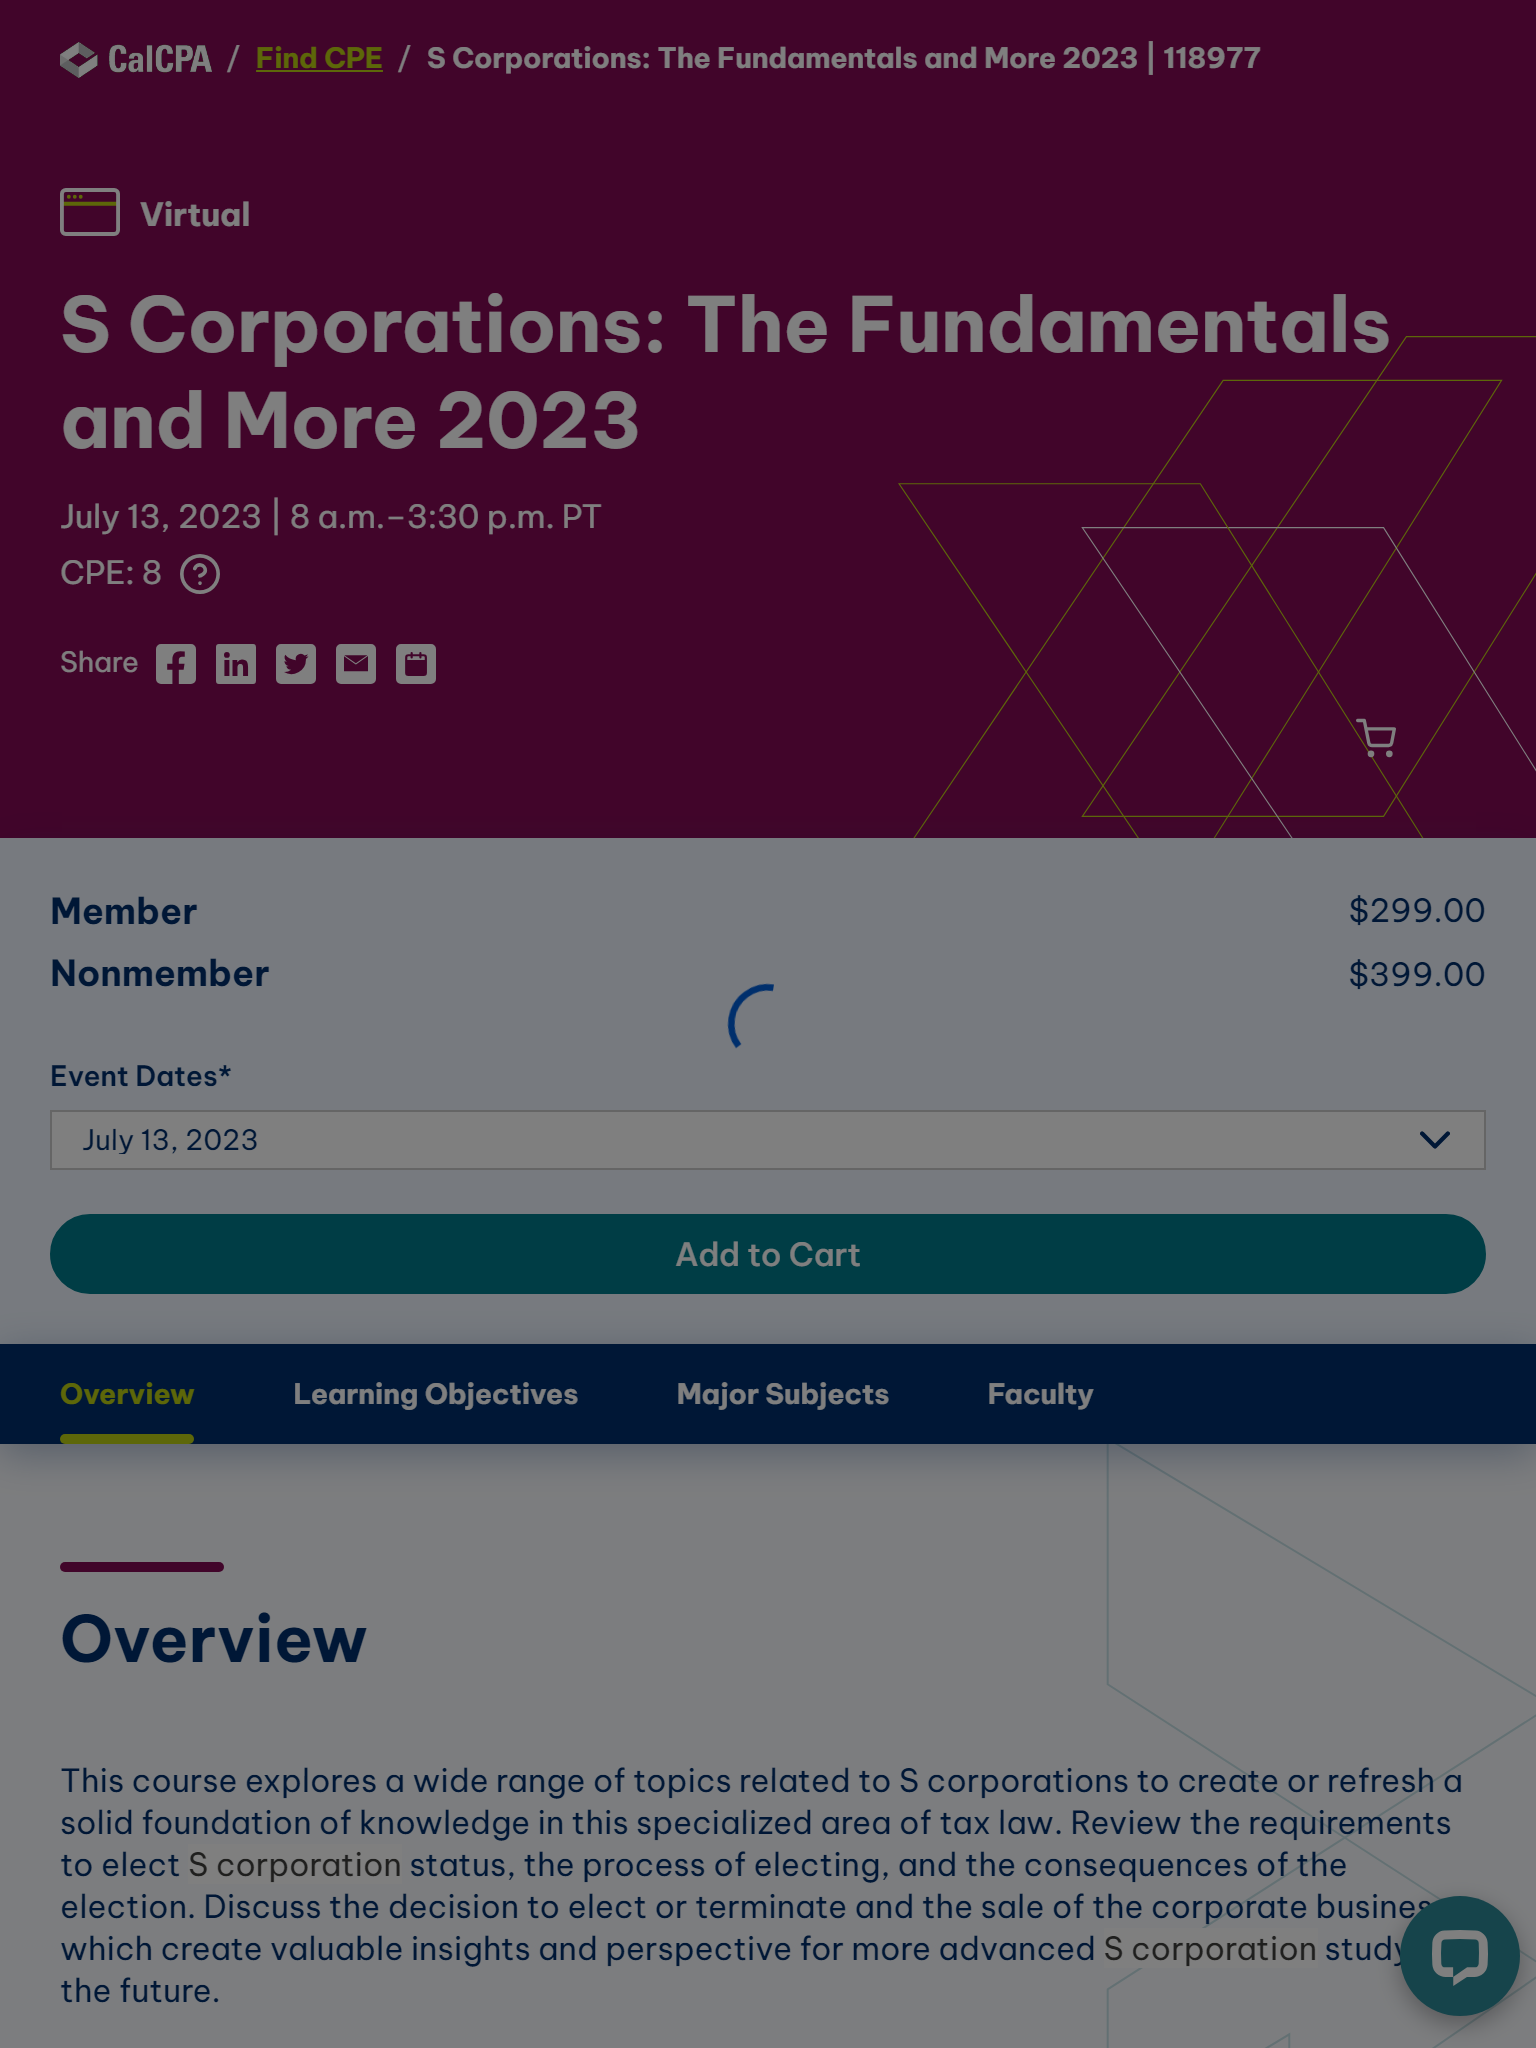 CalCPA / Find CPE / S Corporations: The Fundamentals and More 2023 | 118977
Virtual
S Corporations: The Fundamentals
and More 2023
July 13, 2023 | 8 a.m.–3:30 p.m. PT
CPE: 8 ?
Share
Member $299.00
Nonmember $399.00
Event Dates*
July 13, 2023
Add to Cart
Overview Learning Objectives Major Subjects Faculty
Overview
This course explores a wide range of topics related to S corporations to create or refresh a
solid foundation of knowledge in this specialized area of tax law. Review the requirements
to elect S corporation status, the process of electing, and the consequences of the
election. Discuss the decision to elect or terminate and the sale of the corporate
which create valuable insights and perspective for more advanced S corporation study
the future.